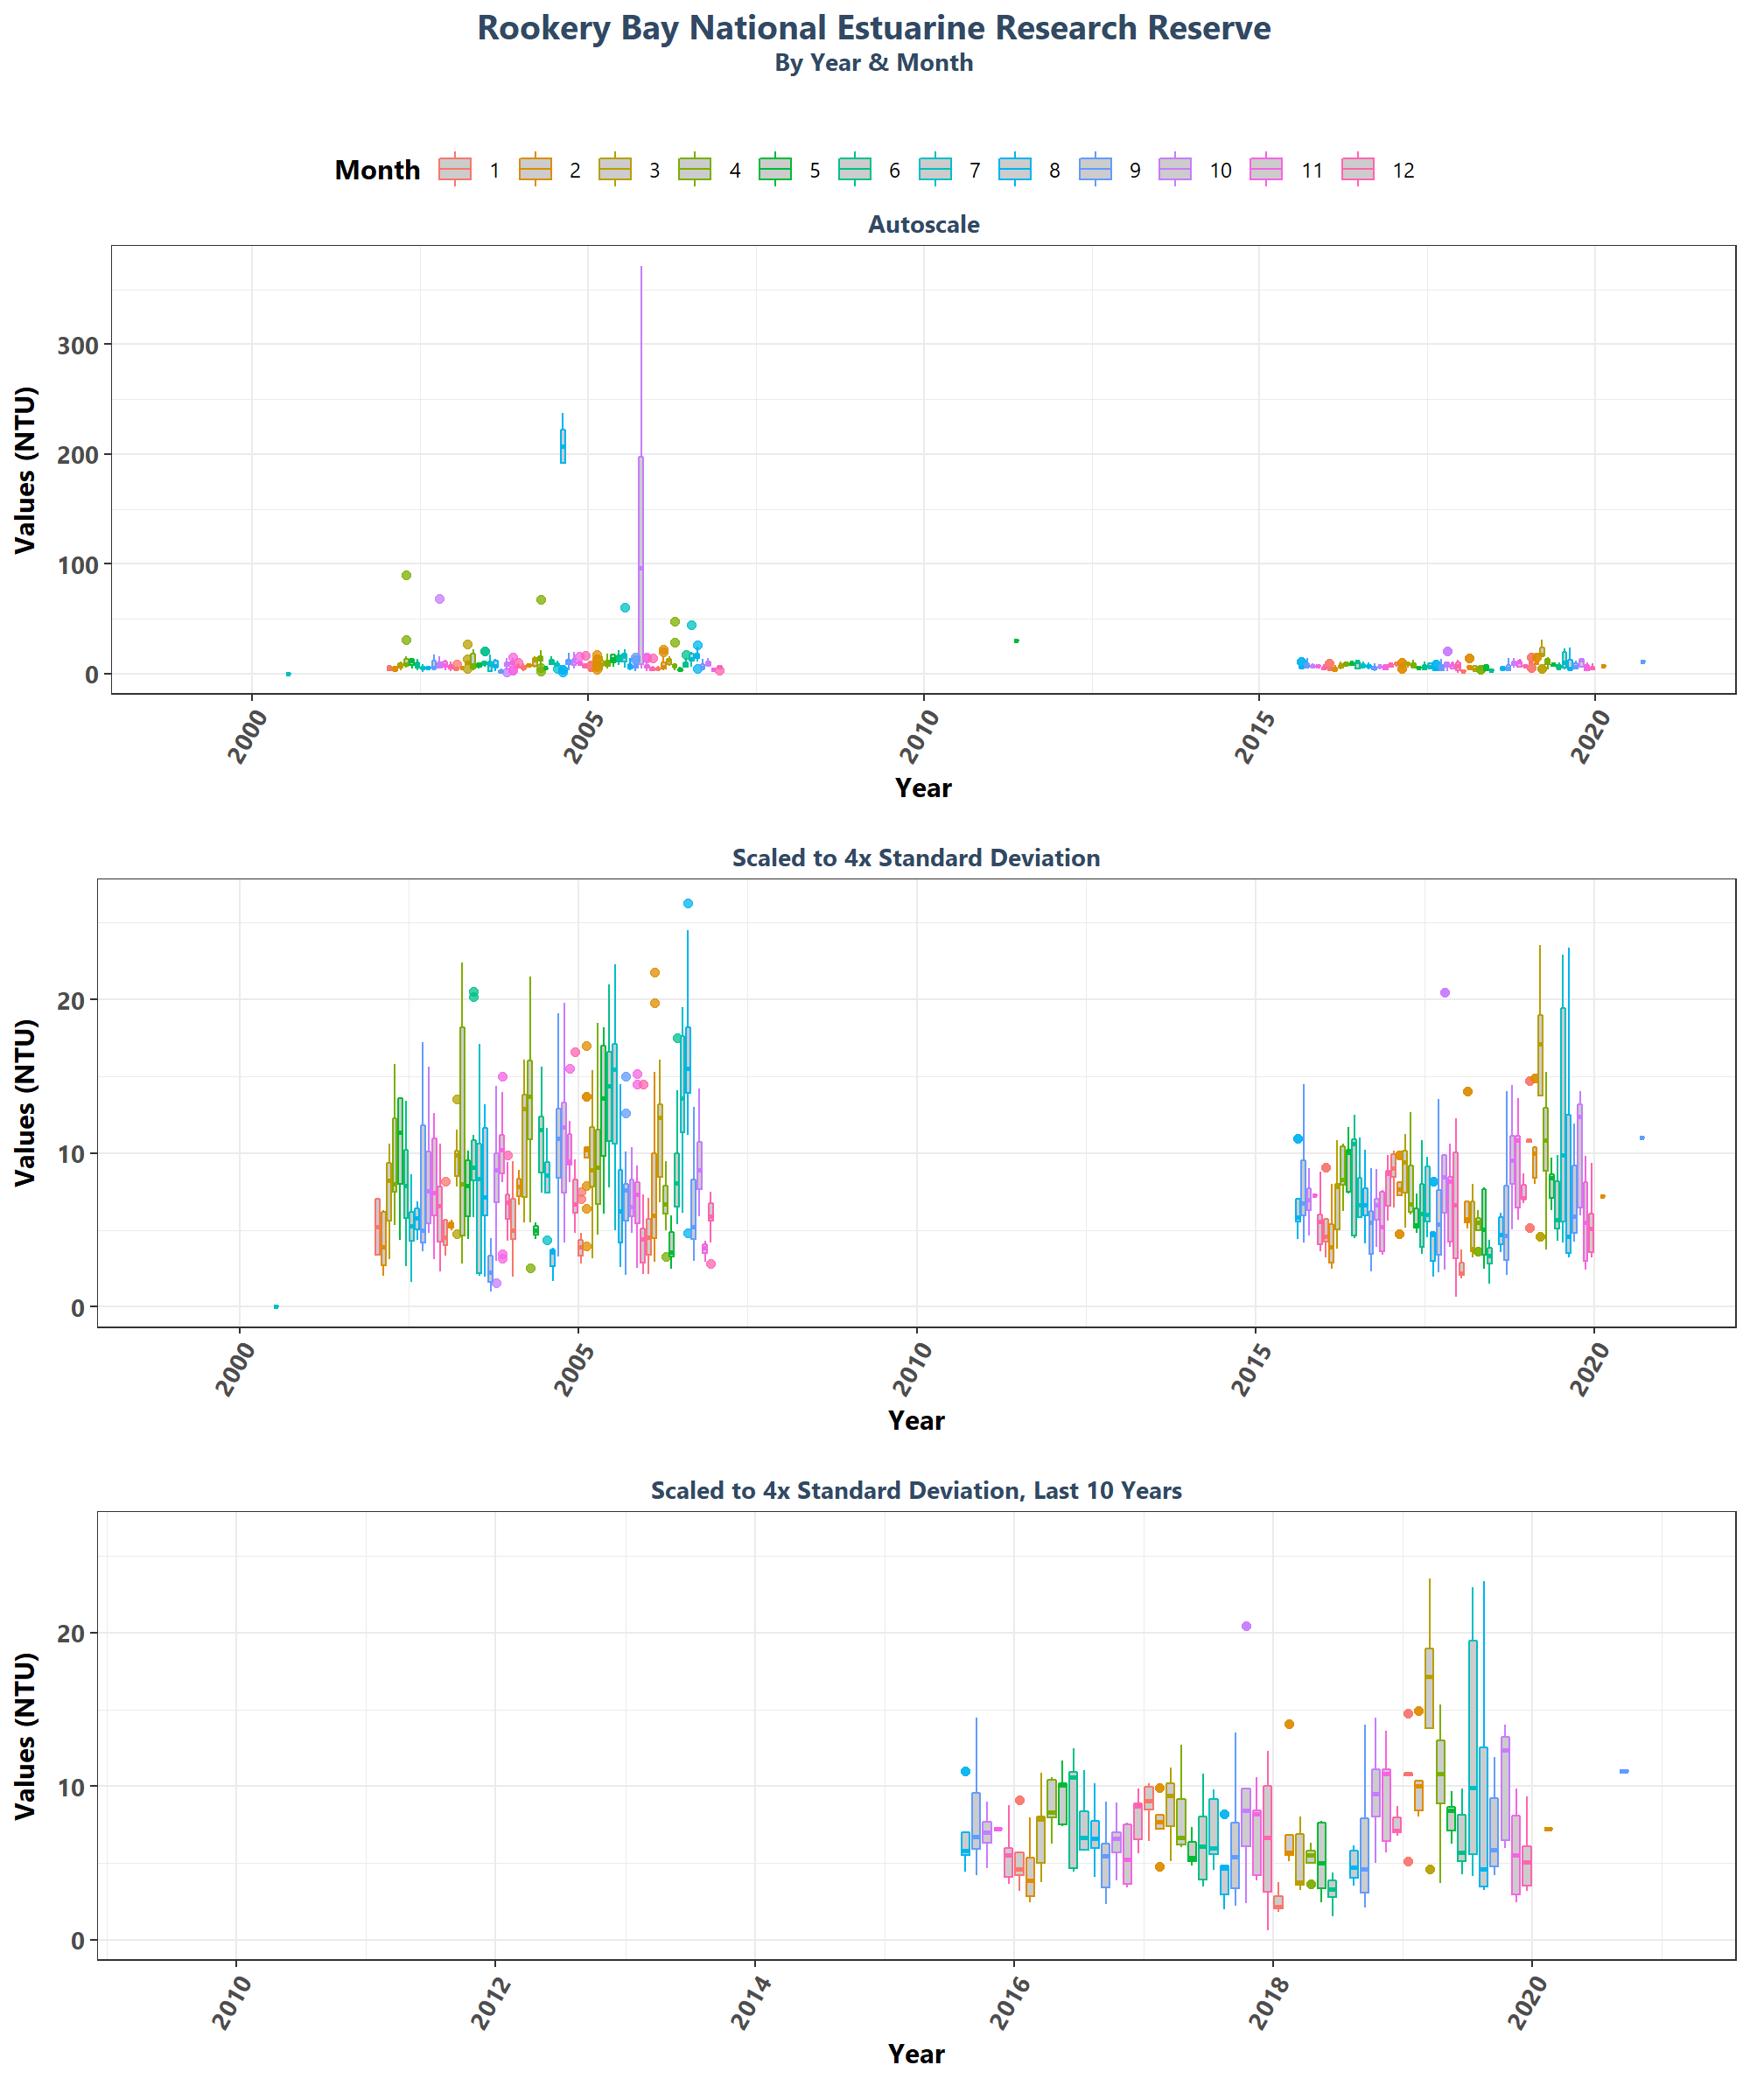 Rookery Bay National Estuarine Research Reserve
By Year & Month
Month 1 2 3 4 5 6 7 8 9 10 11 12
Autoscale
Values (NTU)
300
200
100
0
2000 2005 2010 2015 2020
Year
Scaled to 4x Standard Deviation
Values (NTU)
20
10
0
2000 2005 2010 2015 2020
Year
Scaled to 4x Standard Deviation, Last 10 Years
Values (NTU)
20
10
0
2010 2012 2014 2016 2018 2020
Year